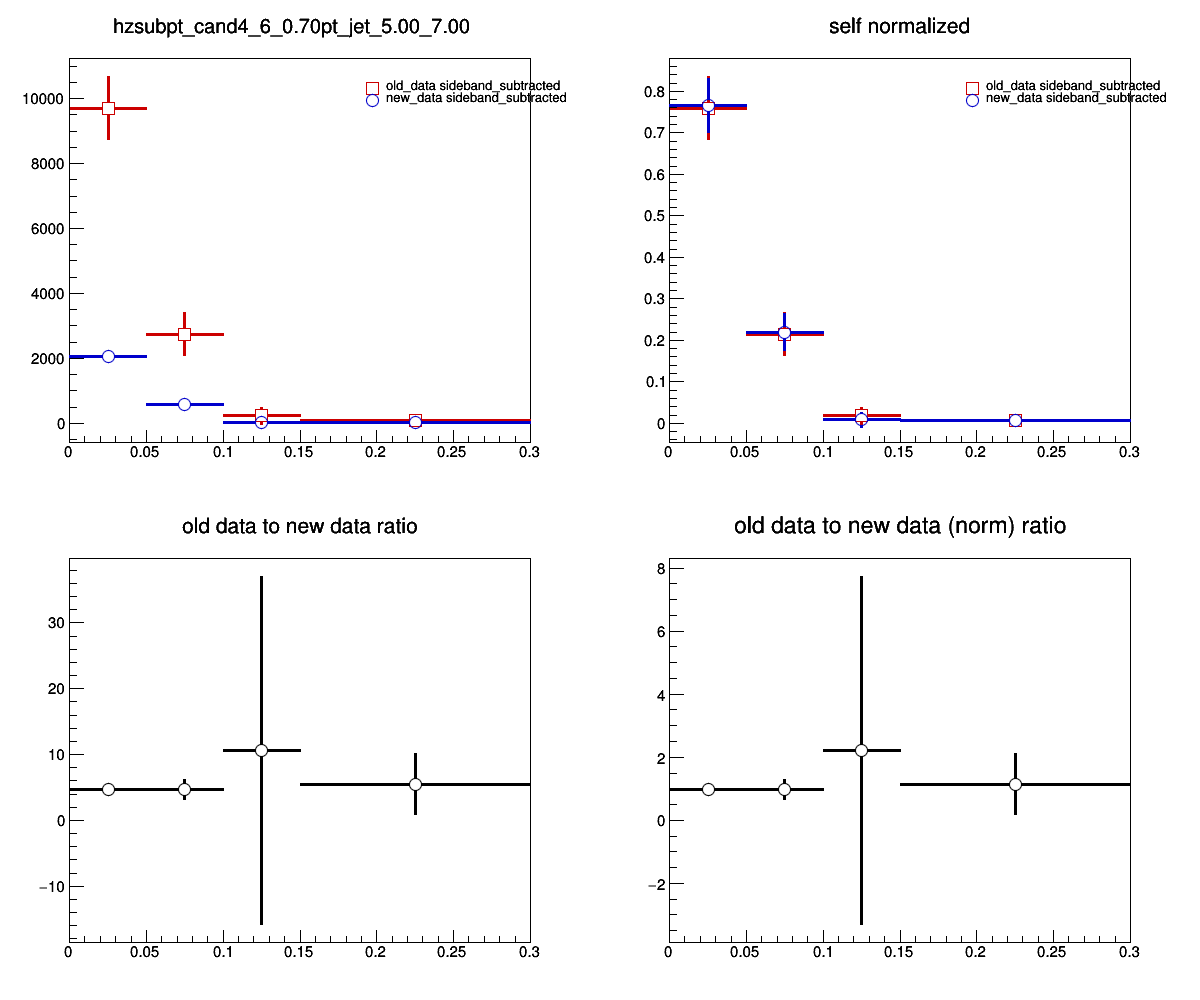 hzsubpt_cand4_6_0.70pt_jet_5.00_7.00
old_data sideband_subtracted
new_data sideband_subtracted
10000
8000
6000
4000
2000
0
0 0.05 0.1 0.15 0.2 0.25 0.3
self normalized
old_data sideband_subtracted
new_data sideband_subtracted
0.8
0.7
0.6
0.5
0.4
0.3
0.2
0.1
0
0 0.05 0.1 0.15 0.2 0.25 0.3
old data to new data ratio
30
20
10
0
−10
0 0.05 0.1 0.15 0.2 0.25 0.3
old data to new data (norm) ratio
8
6
4
2
0
−2
0 0.05 0.1 0.15 0.2 0.25 0.3